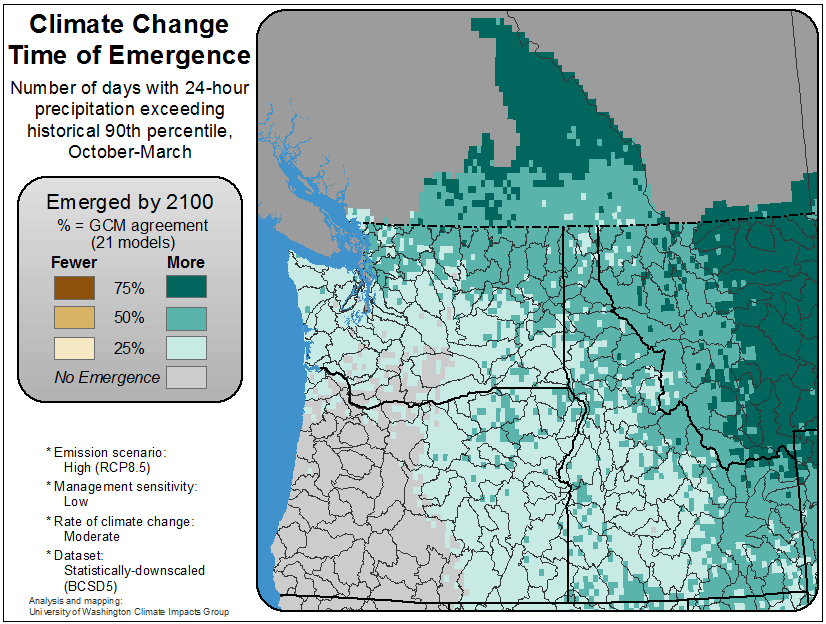 Climate Change
Time of Emergence
Number of days with 24-hour
precipitation exceeding
historical 90th percentile,
October-March
Emerged by 2100
% = GCM agreement
(21 models)
Fewer More
75%
50%
25%
No Emergence
* Emission scenario:
High (RCP8.5)
* Management sensitivity:
Low
* Rate of climate change:
Moderate
* Dataset:
Statistically-downscaled
(BCSD5)
Analysis and mapping:
University of Washington Climate Impacts Group